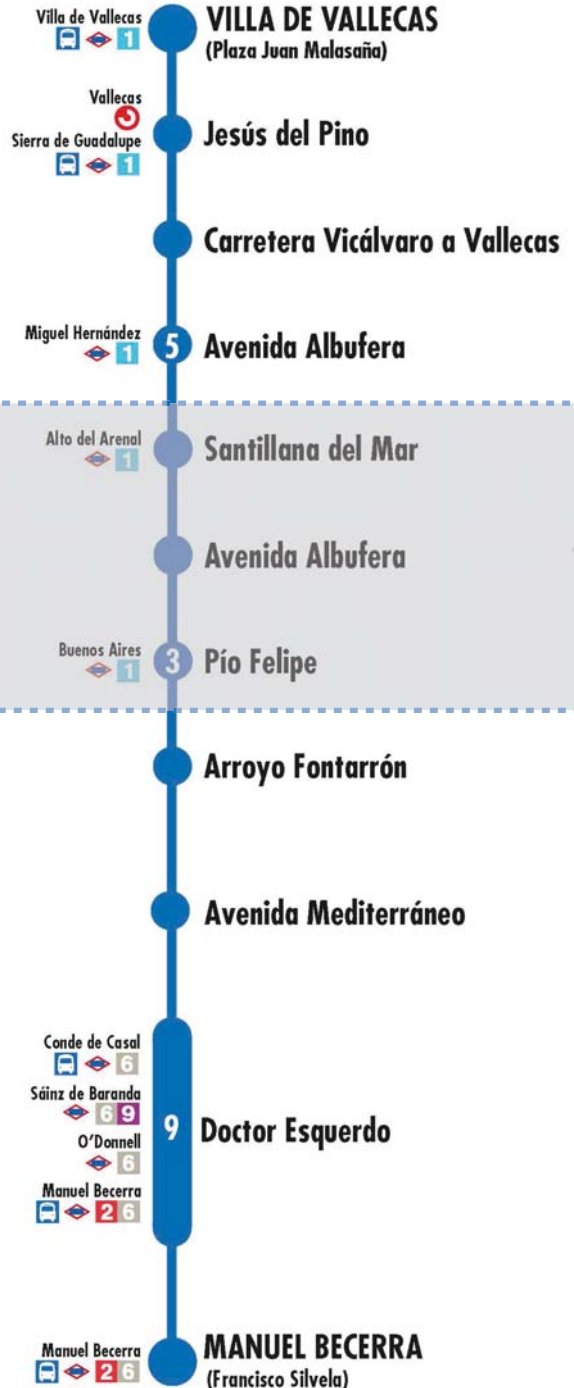 Villa de Vallecas
1
VILLA DE VALLECAS
(Plaza Juan Malasaña)
Vallecas
Sierra de Guadalupe
1
Jesús del Pino
Carretera Vicálvaro a Vallecas
Miguel Hernández
1
5
Avenida Albufera
Alto del Arenal
1
Santillana del Mar
Avenida Albufera
Buenos Aires
1
3
Pío Felipe
Arroyo Fontarrón
Avenida Mediterráneo
Conde de Casal
6
Sáinz de Baranda
6 9
O'Donnell
6
Manuel Becerra
2 6
9
Doctor Esquerdo
Manuel Becerra
2 6
MANUEL BECERRA
(Francisco Silvela)